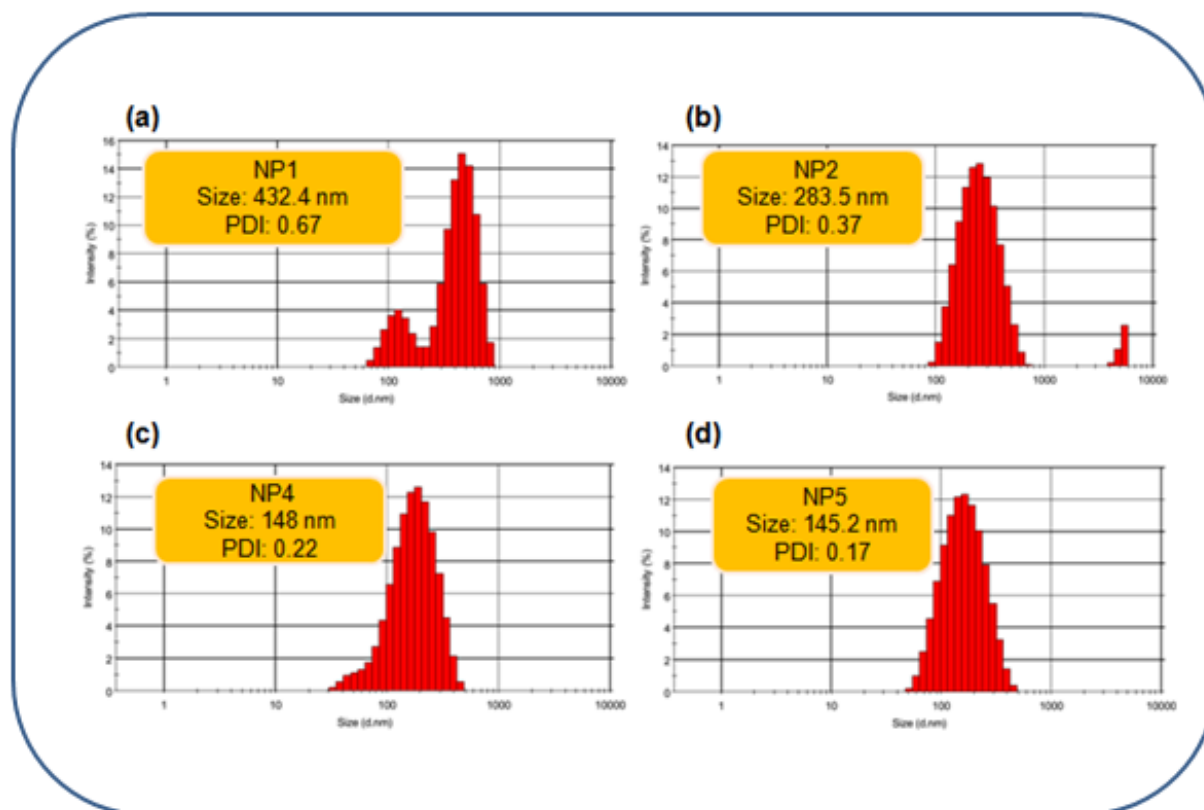 (a)
NP1
Size: 432.4 nm
PDI: 0.67
Intensity (%)
16
14
12
10
8
6
4
2
0
1
10
100
1000
10000
Size (d.nm)
(b)
NP2
Size: 283.5 nm
PDI: 0.37
Intensity (%)
14
12
10
8
6
4
2
0
1
10
100
1000
10000
Size (d.nm)
(c)
NP4
Size: 148 nm
PDI: 0.22
Intensity (%)
14
12
10
8
6
4
2
0
1
10
100
1000
10000
Size (d.nm)
(d)
NP5
Size: 145.2 nm
PDI: 0.17
Intensity (%)
14
12
10
8
6
4
2
0
1
10
100
1000
10000
Size (d.nm)